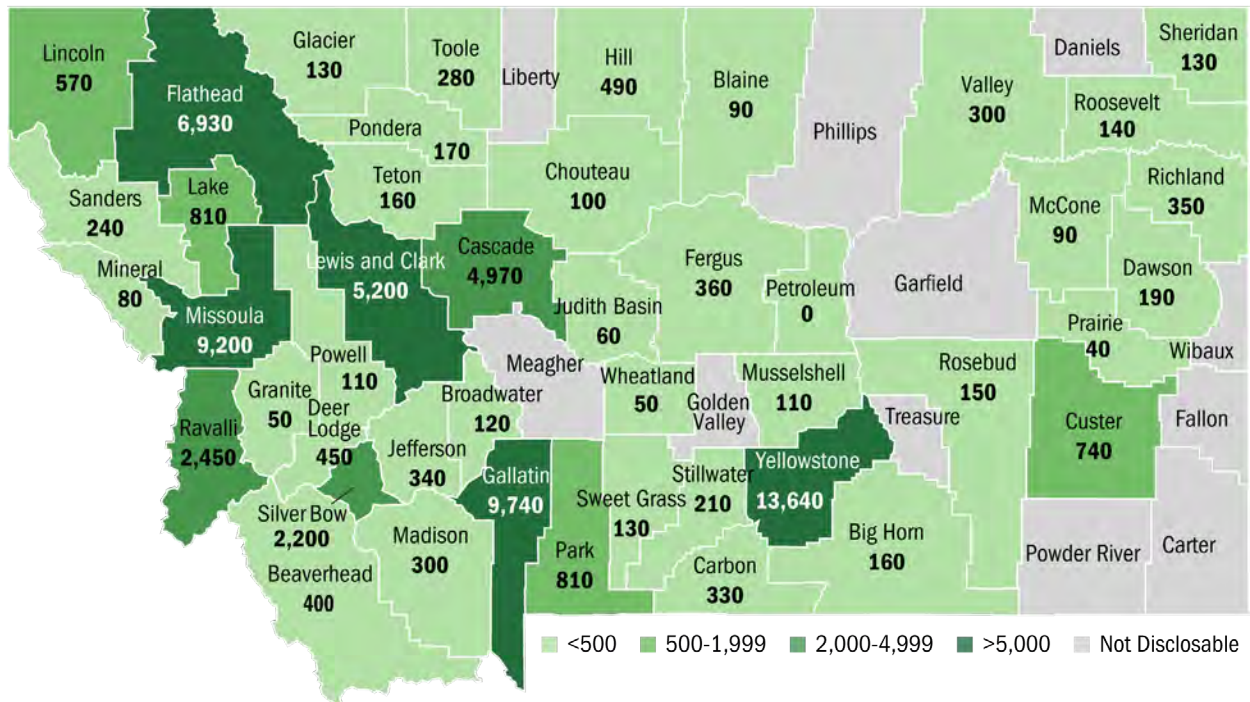 Lincoln
570
Flathead
6,930
Glacier
130
Toole
280
Liberty
Hill
490
Blaine
90
Phillips
Valley
300
Daniels
Sheridan
130
Roosevelt
140
Pondera
170
Teton
160
Chouteau
100
Sanders
240
Lake
810
Mineral
80
Missoula
9,200
Lewis and Clark
5,200
Cascade
4,970
Judith Basin
60
Fergus
360
Petroleum
0
Garfield
McCone
90
Richland
350
Dawson
190
Prairie
40
Wibaux
Powell
110
Granite
50
Deer
Lodge
450
Ravalli
2,450
Jefferson
340
Broadwater
120
Meagher
Wheatland
50
Golden
Valley
Musselshell
110
Treasure
Rosebud
150
Custer
740
Fallon
Silver Bow
2,200
Beaverhead
400
Madison
300
Gallatin
9,740
Park
810
Sweet Grass
130
Stillwater
210
Yellowstone
13,640
Carbon
330
Big Horn
160
Powder River
Carter
<500
500-1,999
2,000-4,999
>5,000
Not Disclosable